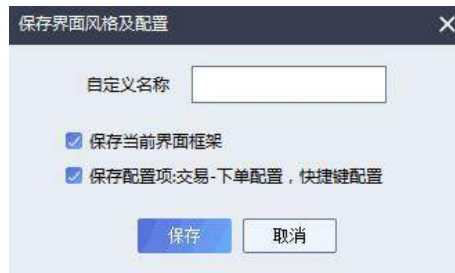 保存界面风格及配置
自定义名称
保存当前界面框架
保存配置项:交易-下单配置，快捷键配置
保存 取消